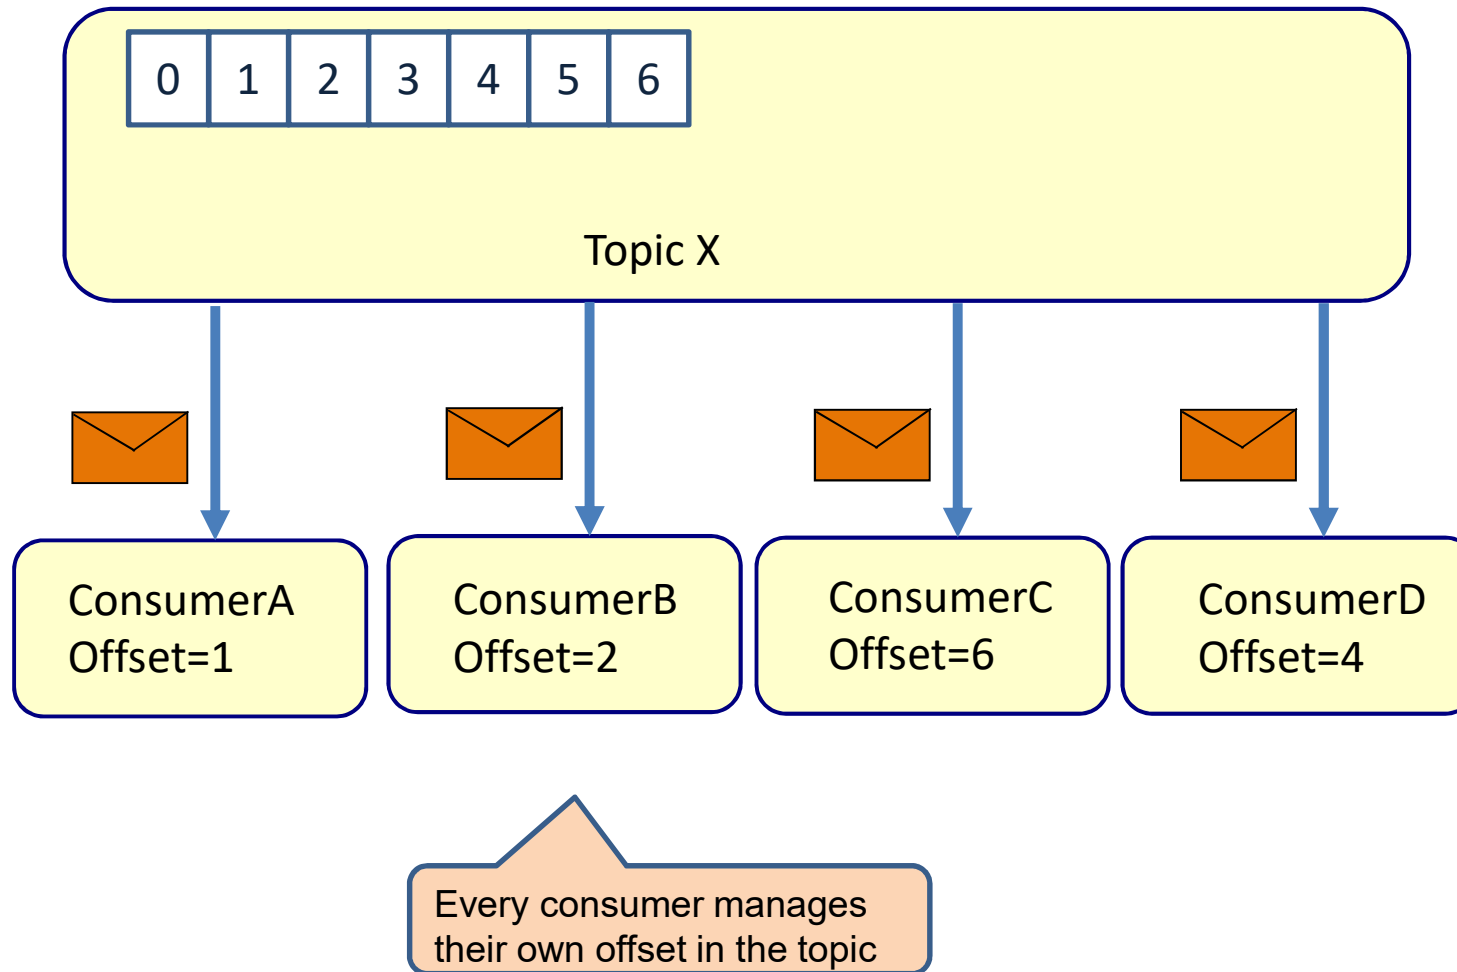 0 1 2 3 4 5 6
Topic X
ConsumerA
Offset=1
ConsumerB
Offset=2
ConsumerC
Offset=6
ConsumerD
Offset=4
Every consumer manages
their own offset in the topic